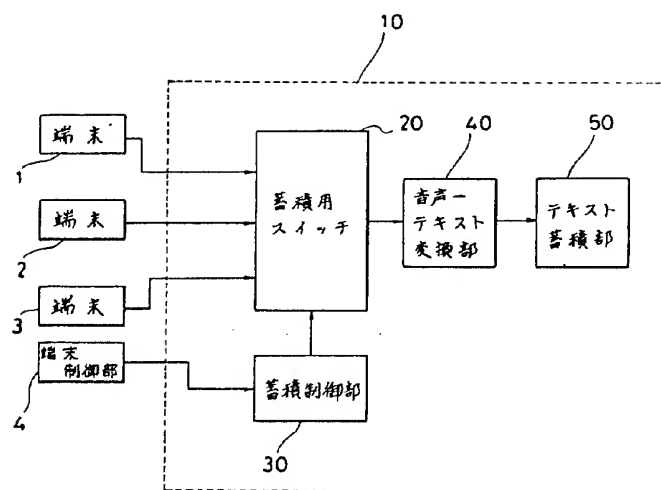 10
端末
1
端末
2
端末
3
端末
制御部
4
20
蓄積用
スイッチ
蓄積制御部
30
40
音声－
テキスト
変換部
50
テキスト
蓄積部